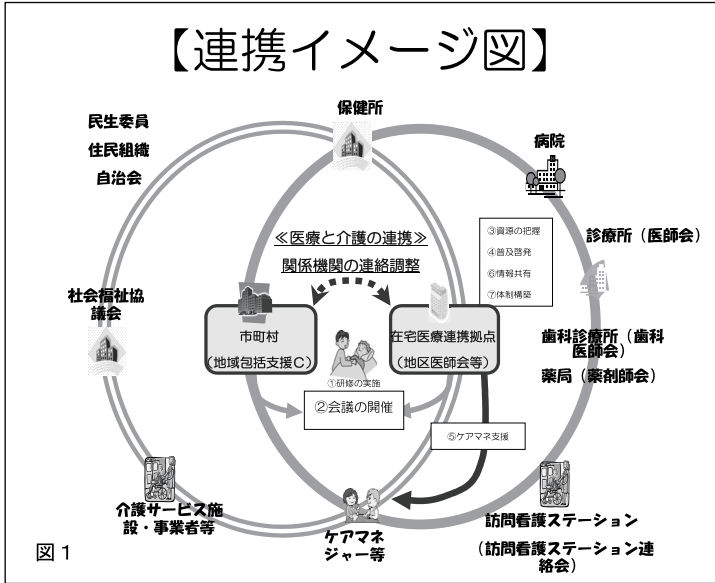 【連携イメージ図】
保健所
民生委員
住民組織
自治会
病院
③資源の把握
④普及啓発
⑥情報共有
⑦体制構築
診療所（医師会）
≪医療と介護の連携≫
関係機関の連絡調整
社会福祉協
議会
市町村
（地域包括支援Ｃ）
在宅医療連携拠点
（地区医師会等）
歯科診療所（歯科
医師会）
薬局（薬剤師会）
①研修の実施
②会議の開催
⑤ケアマネ支援
介護サービス施
設・事業者等
ケアマネ
ジャー等
訪問看護ステーション
（訪問看護ステーション連
絡会）
図１